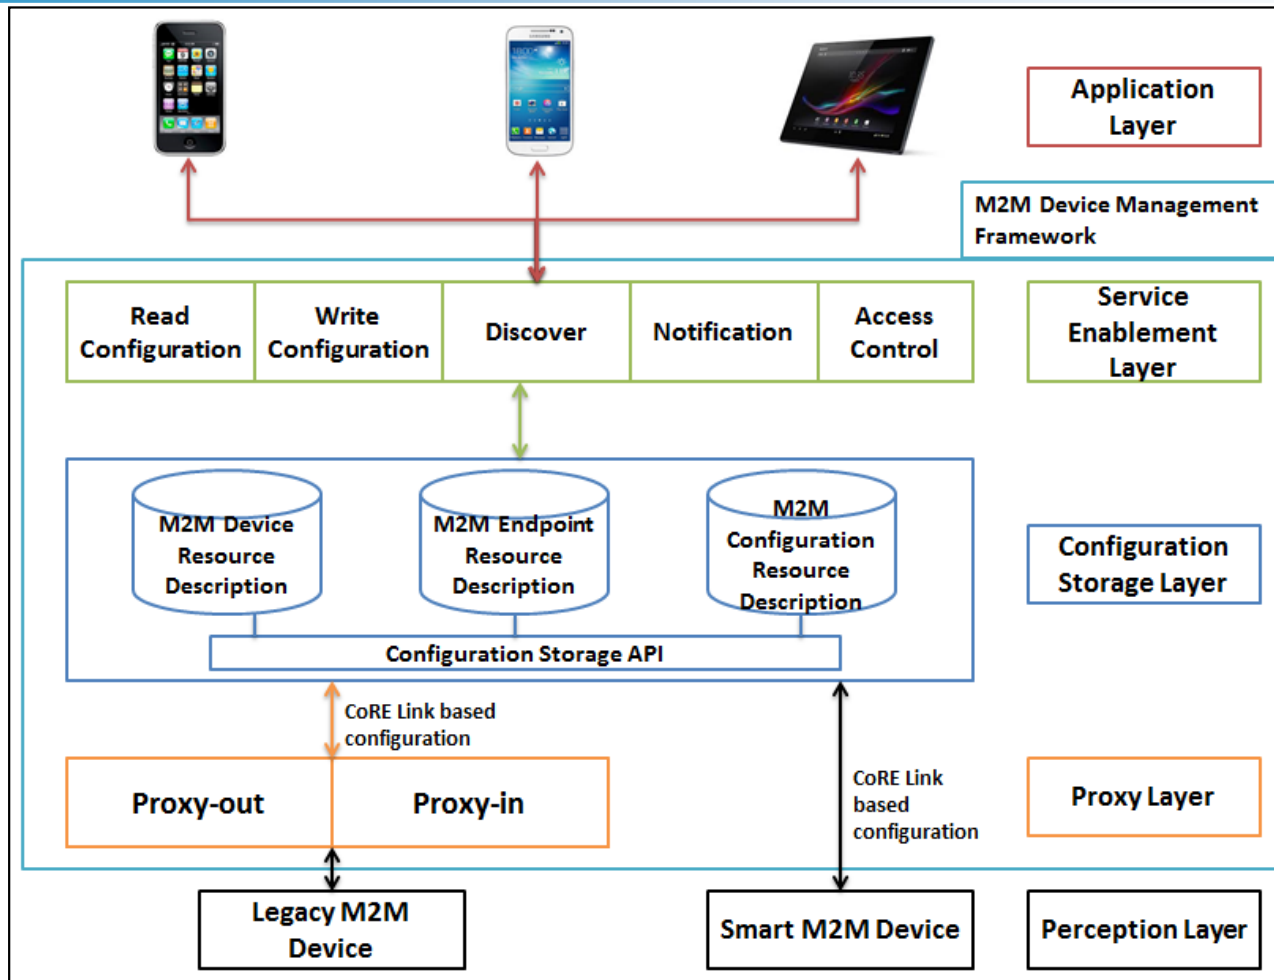 SAMSUNG
Application
Layer
M2M Device Management
Framework
Read
Configuration
Write
Configuration
Discover
Notification
Access
Control
Service
Enablement
Layer
M2M Device
Resource
Description
M2M Endpoint
Resource
Description
M2M
Configuration
Resource
Description
Configuration Storage API
Configuration
Storage Layer
CoRE Link based
configuration
CoRE Link
based
configuration
Proxy-out
Proxy-in
Proxy Layer
Legacy M2M
Device
Smart M2M Device
Perception Layer